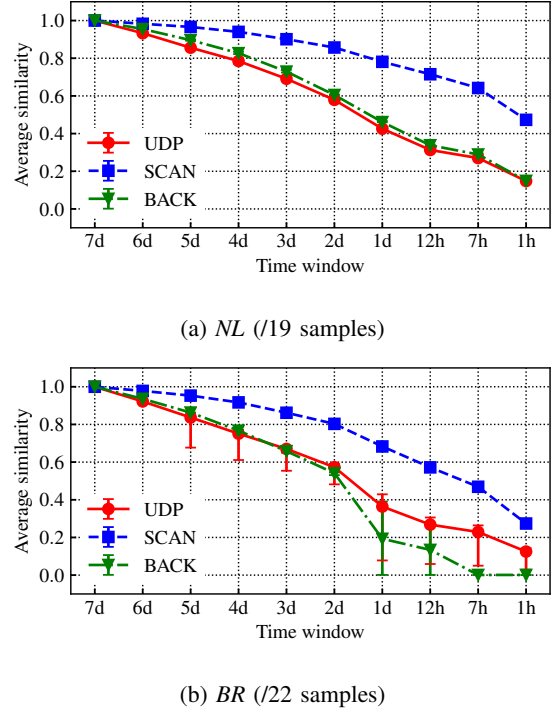 1.0
0.8
0.6
0.4
0.2
0.0
Average similarity
UDP
SCAN
BACK
7d 6d 5d 4d 3d 2d 1d 12h 7h 1h
Time window
(a) NL (/19 samples)
1.0
0.8
0.6
0.4
0.2
0.0
Average similarity
UDP
SCAN
BACK
7d 6d 5d 4d 3d 2d 1d 12h 7h 1h
Time window
(b) BR (/22 samples)